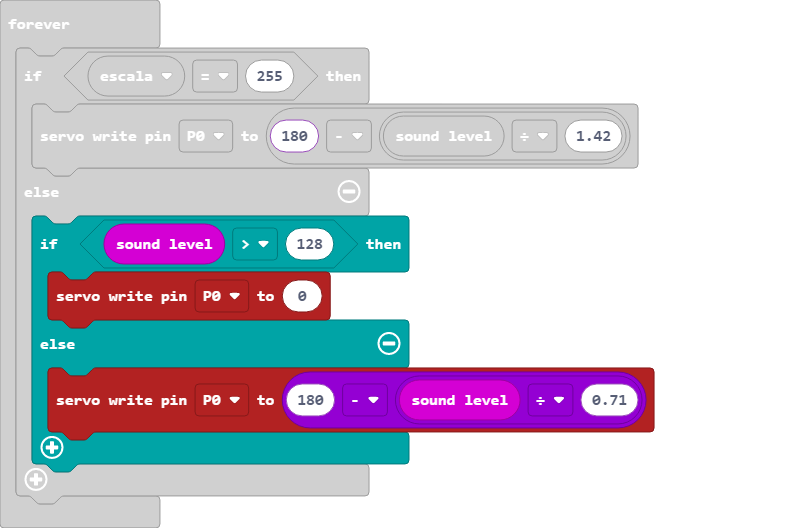 forever
if escala = 255 then
servo write pin P0 to 180 - sound level ÷ 1.42
else
if sound level > 128 then
servo write pin P0 to 0
else
servo write pin P0 to 180 - sound level ÷ 0.71